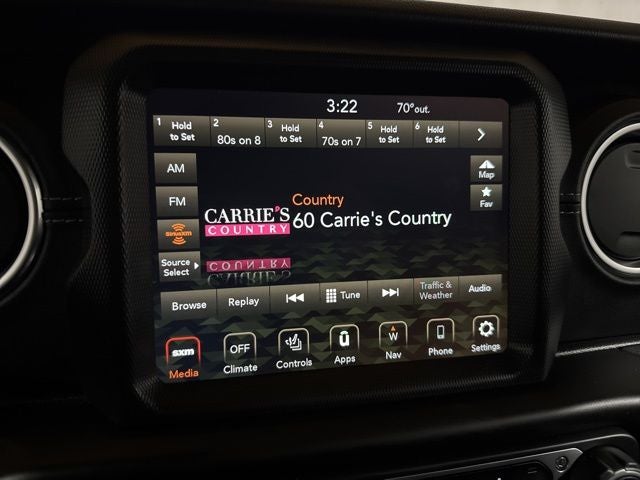 3:22 70° out.
1 Hold to Set 2 80s on 8 3 Hold to Set 4 70s on 7 5 Hold to Set 6 Hold to Set
AM
Map
FM
Country
Fav
CARRIE'S COUNTRY
60 Carrie's Country
siriusxm
Source Select
Browse Replay Tune Traffic & Weather Audio
sxm OFF W
Media Climate Controls Apps Nav Phone Settings